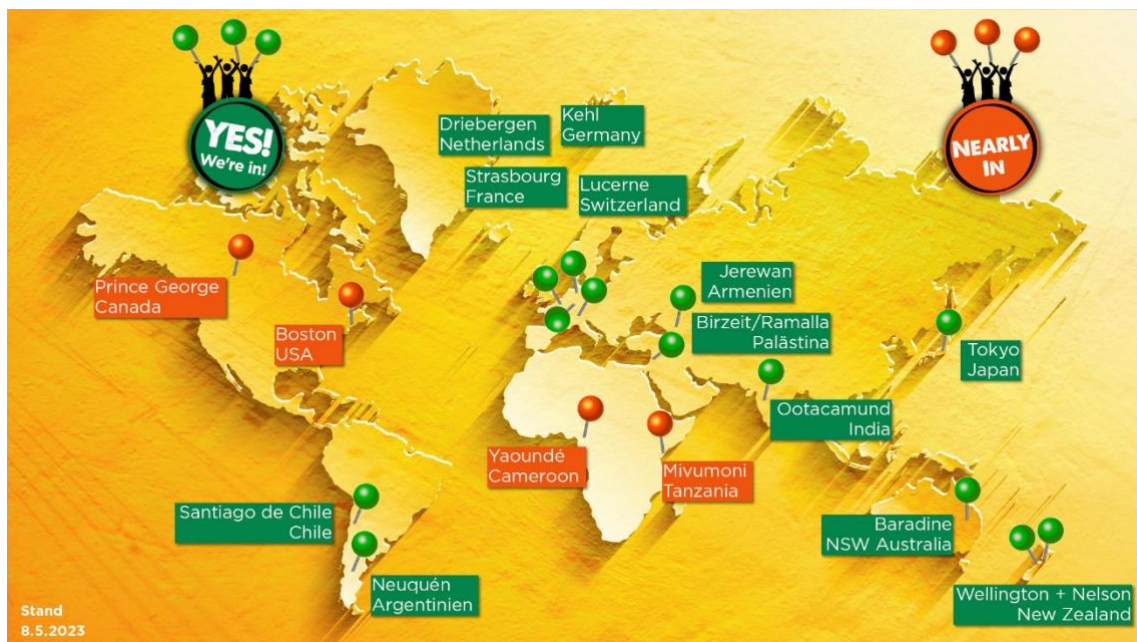 YES!
We're in!
NEARLY
IN
Driebergen
Netherlands
Kehl
Germany
Strasbourg
France
Lucerne
Switzerland
Prince George
Canada
Boston
USA
Jerewan
Armenien
Birzeit/Ramalla
Palästina
Tokyo
Japan
Ootacamund
India
Yaoundé
Cameroon
Mivumoni
Tanzania
Santiago de Chile
Chile
Baradine
NSW Australia
Neuquén
Argentinien
Wellington + Nelson
New Zealand
Stand
8.5.2023